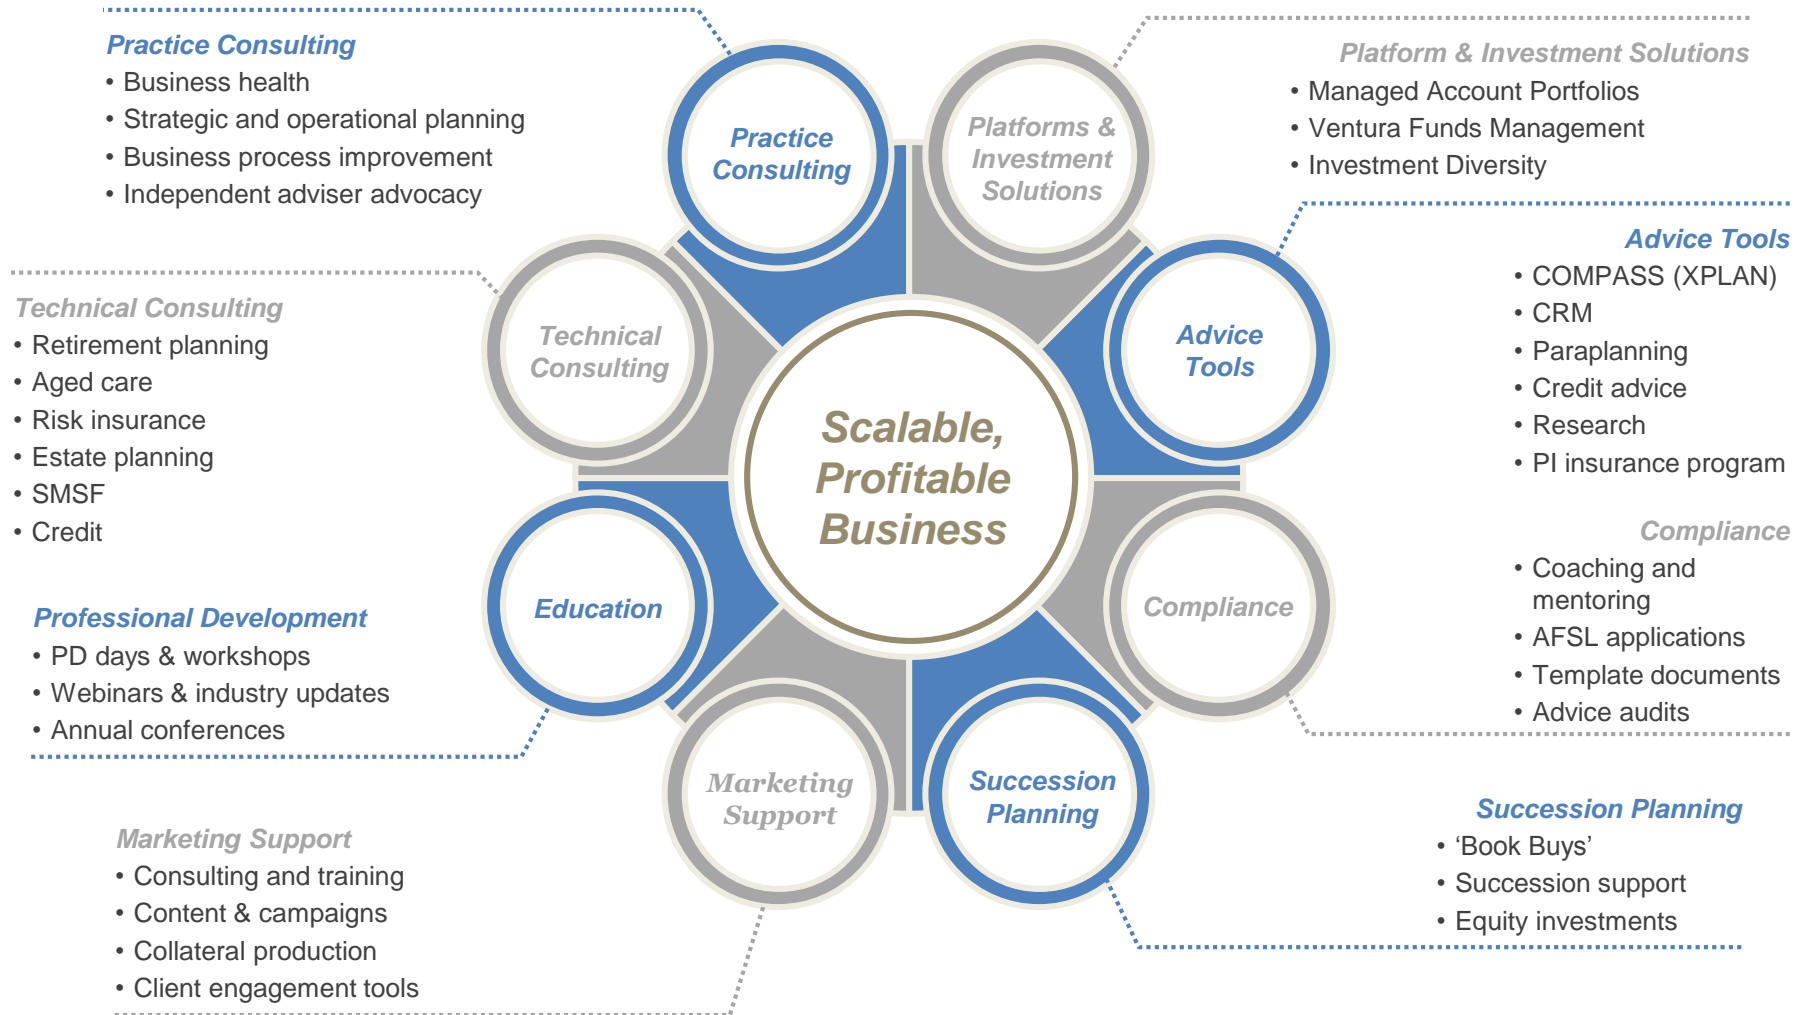 Practice Consulting
• Business health
• Strategic and operational planning
• Business process improvement
• Independent adviser advocacy
Technical Consulting
• Retirement planning
• Aged care
• Risk insurance
• Estate planning
• SMSF
• Credit
Professional Development
• PD days & workshops
• Webinars & industry updates
• Annual conferences
Marketing Support
• Consulting and training
• Content & campaigns
• Collateral production
• Client engagement tools
Practice
Consulting
Platforms &
Investment
Solutions
Technical
Consulting
Advice
Tools
Scalable,
Profitable
Business
Education
Compliance
Marketing
Support
Succession
Planning
Platform & Investment Solutions
• Managed Account Portfolios
• Ventura Funds Management
• Investment Diversity
Advice Tools
• COMPASS (XPLAN)
• CRM
• Paraplanning
• Credit advice
• Research
• PI insurance program
Compliance
• Coaching and
mentoring
• AFSL applications
• Template documents
• Advice audits
Succession Planning
• ‘Book Buys’
• Succession support
• Equity investments